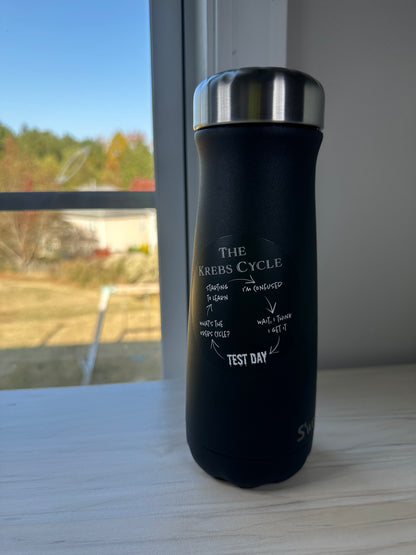 THE
KREBS CYCLE
STARTING
TO LEARN
I'M CONFUSED
WAIT, I THINK
I GET IT
TEST DAY
WHAT'S THE
KREBS CYCLE?